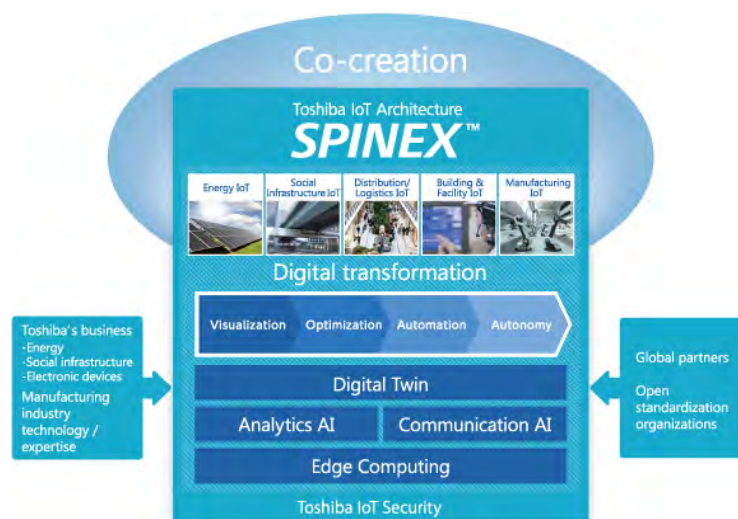 Co-creation
Toshiba IoT Architecture
SPINEX™
Energy IoT
Social
Infrastructure IoT
Distribution/
Logistics IoT
Building &
Facility IoT
Manufacturing
IoT
Digital transformation
Visualization
Optimization
Automation
Autonomy
Toshiba's business
-Energy
-Social infrastructure
-Electronic devices
Manufacturing
industry
technology /
expertise
Digital Twin
Analytics AI
Communication AI
Edge Computing
Toshiba IoT Security
Global partners
Open
standardization
organizations